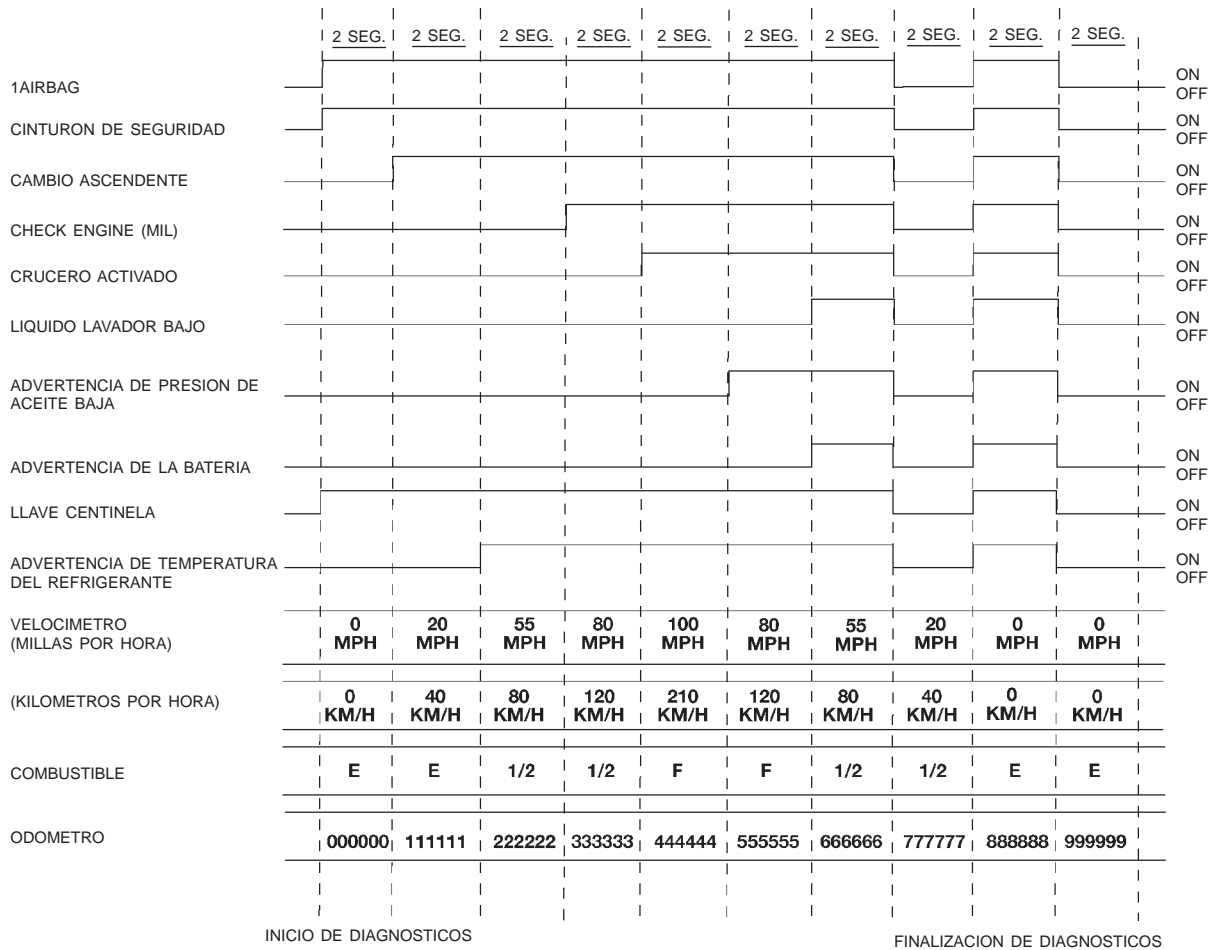 2 SEG. 2 SEG. 2 SEG. 2 SEG. 2 SEG. 2 SEG. 2 SEG. 2 SEG. 2 SEG. 2 SEG.
1AIRBAG ON
OFF
CINTURON DE SEGURIDAD ON
OFF
CAMBIO ASCENDENTE ON
OFF
CHECK ENGINE (MIL) ON
OFF
CRUCERO ACTIVADO ON
OFF
LIQUIDO LAVADOR BAJO ON
OFF
ADVERTENCIA DE PRESION DE ON
ACEITE BAJA OFF
ADVERTENCIA DE LA BATERIA ON
OFF
LLAVE CENTINELA ON
OFF
ADVERTENCIA DE TEMPERATURA ON
DEL REFRIGERANTE OFF
VELOCIMETRO 0 20 55 80 100 80 55 20 0 0
(MILLAS POR HORA) MPH MPH MPH MPH MPH MPH MPH MPH MPH MPH
(KILOMETROS POR HORA) 0 40 80 120 210 120 80 40 0 0
KM/H KM/H KM/H KM/H KM/H KM/H KM/H KM/H KM/H KM/H
COMBUSTIBLE E E 1/2 1/2 F F 1/2 1/2 E E
ODOMETRO 000000 111111 222222 333333 444444 555555 666666 777777 888888 999999
INICIO DE DIAGNOSTICOS FINALIZACION DE DIAGNOSTICOS